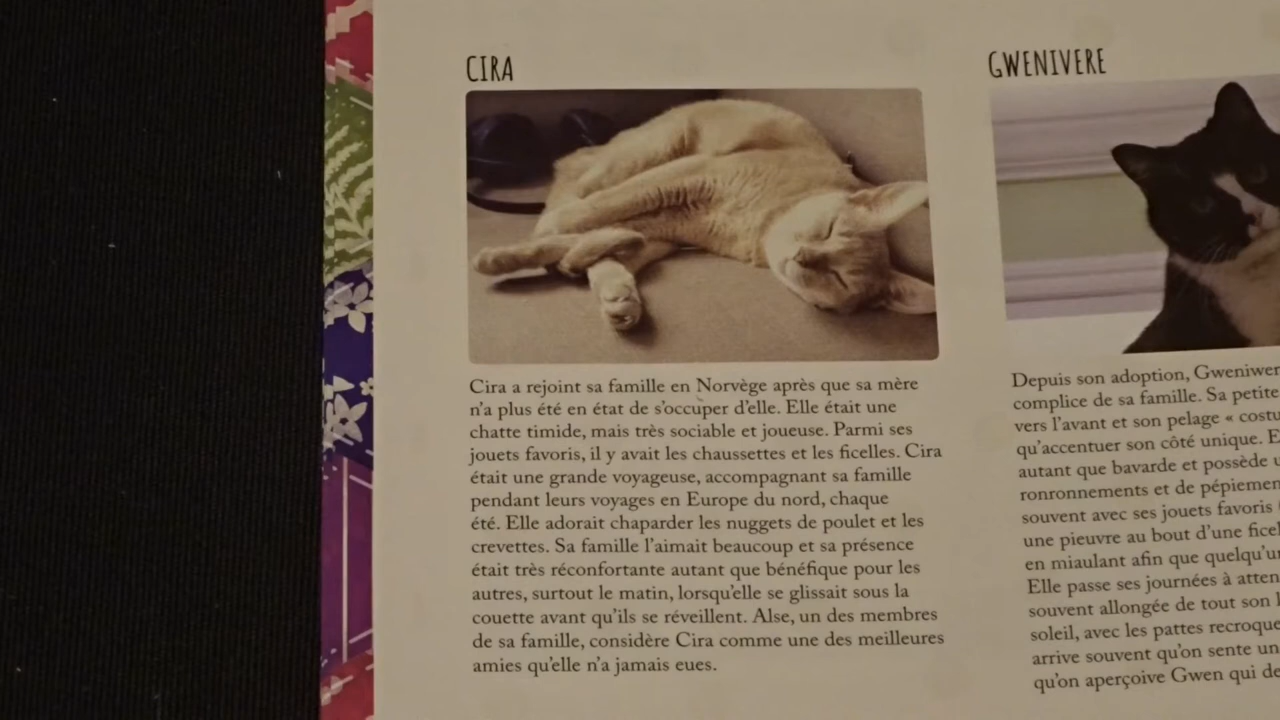 CIRA
Cira a rejoint sa famille en Norvège après que sa mère
n'a plus été en état de s'occuper d'elle. Elle était une
chatte timide, mais très sociable et joueuse. Parmi ses
jouets favoris, il y avait les chaussettes et les ficelles. Cira
était une grande voyageuse, accompagnant sa famille
pendant leurs voyages en Europe du nord, chaque
été. Elle adorait chaparder les nuggets de poulet et les
crevettes. Sa famille l'aimait beaucoup et sa présence
était très réconfortante autant que bénéfique pour les
autres, surtout le matin, lorsqu'elle se glissait sous la
couette avant qu'ils se réveillent. Alse, un des membres
de sa famille, considère Cira comme une des meilleures
amies qu'elle n'a jamais eues.
GWENIVERE
Depuis son adoption, Gweniver
complice de sa famille. Sa petite
vers l'avant et son pelage « costu
qu'accentuer son côté unique. E
autant que bavarde et possède u
ronronnements et de pépiemen
souvent avec ses jouets favoris
une pieuvre au bout d'une ficel
en miaulant afin que quelqu'u
Elle passe ses journées à atten
souvent allongée de tout son l
soleil, avec les pattes recroque
arrive souvent qu'on sente un
qu'on aperçoive Gwen qui de